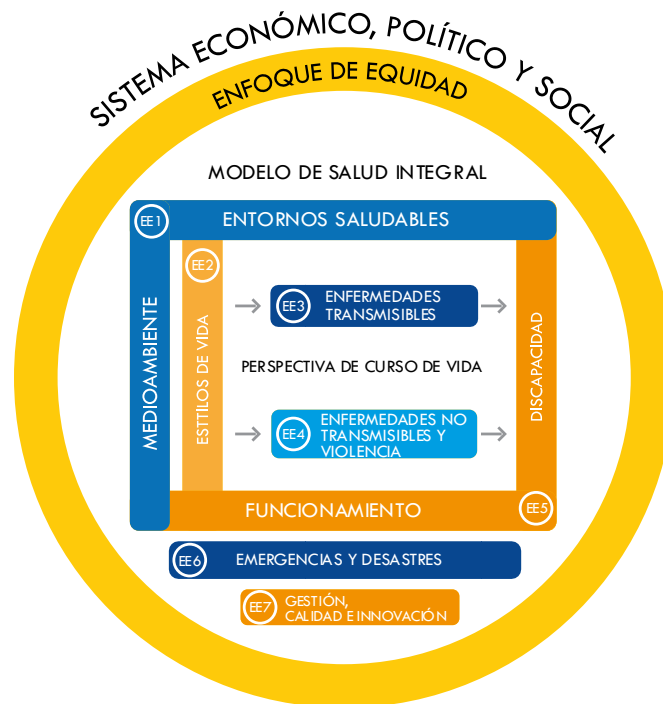 SISTEMA ECONÓMICO, POLÍTICO Y SOCIAL
ENFOQUE DE EQUIDAD
MODELO DE SALUD INTEGRAL
EE1
ENTORNOS SALUDABLES
MEDIOAMBIENTE
EE2
ESTTÍLOS DE VIDA
EE3
ENFERMEDADES
TRANSMISIBLES
PERSPECTIVA DE CURSO DE VIDA
EE4
ENFERMEDADES NO
TRANSMISIBLES Y
VIOLENCIA
DISCAPACIDAD
FUNCIONAMIENTO
EE5
EE6
EMERGENCIAS Y DESASTRES
EE7
GESTIÓN,
CALIDAD E INNOVACIÓN